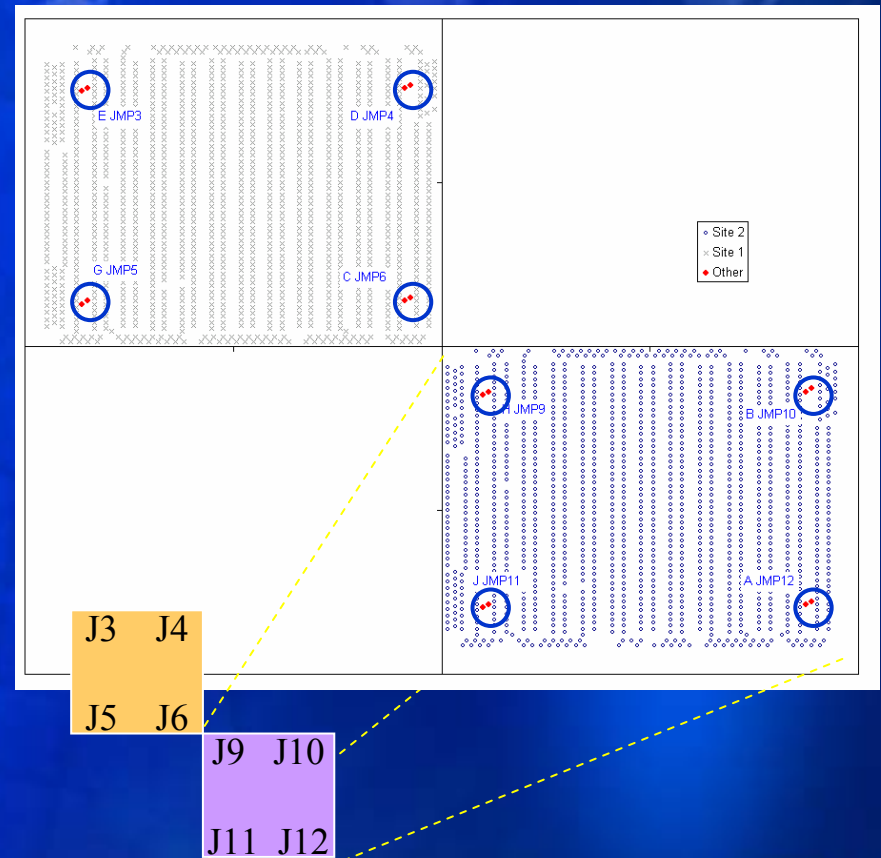 E JMP3
D JMP4
G JMP5
C JMP6
Site 2
Site 1
Other
H JMP9
B JMP10
J JMP11
A JMP12
J3 J4
J5 J6
J9 J10
J11 J12